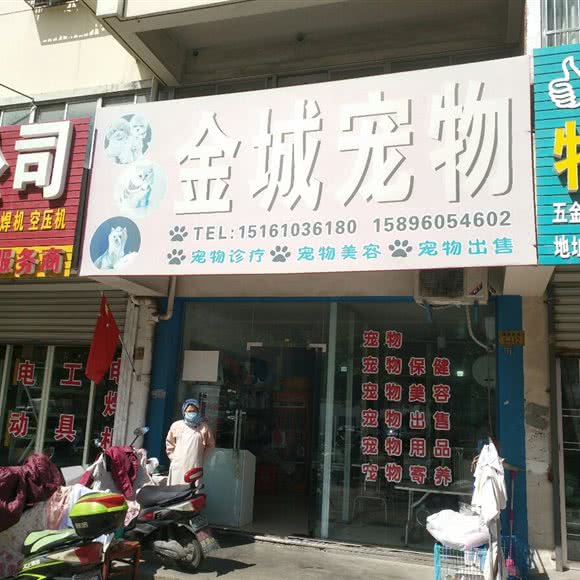 公司
焊机 空压机
服务商
金城宠物
TEL:15161036180 15896054602
宠物诊疗 宠物美容 宠物出售
五金
地址
宠物
宠物保健
宠物美容
宠物出售
宠物用品
宠物寄养
电工
动具